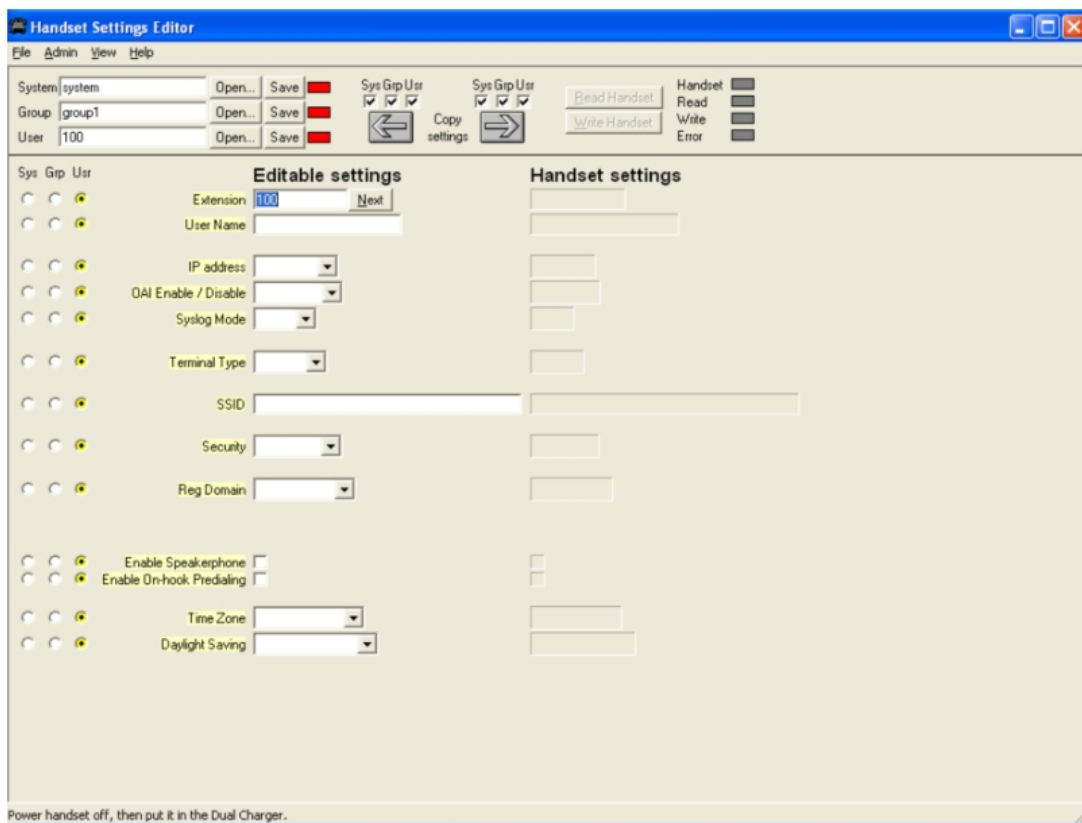 Handset Settings Editor
File Admin View Help
System system Open... Save Sys Grp Usr Sys Grp Usr Handset
Read Handset Read
Group group1 Open... Save Copy Write
settings Write Handset
User 100 Open... Save Error
Sys Grp Usr Editable settings Handset settings
Extension 100 Next
User Name
IP address
OAI Enable / Disable
Syslog Mode
Terminal Type
SSID
Security
Reg Domain
Enable Speakerphone
Enable On-hook Predialing
Time Zone
Daylight Saving
Power handset off, then put it in the Dual Charger.